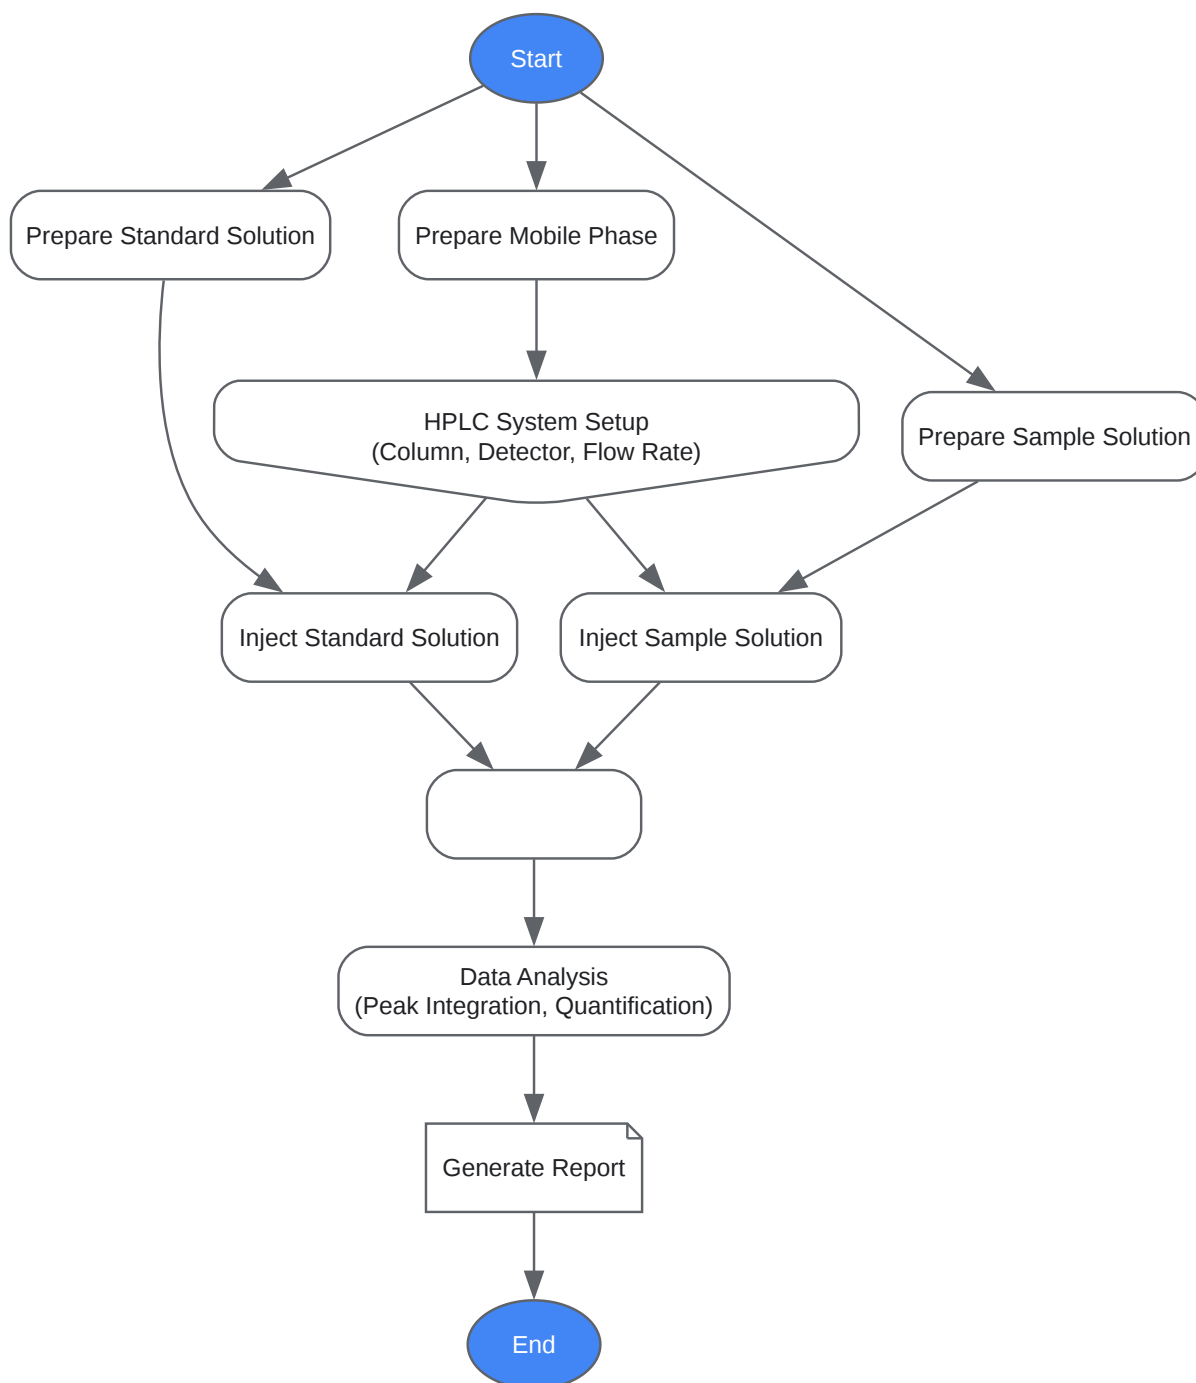 Start
Prepare Standard Solution
Prepare Mobile Phase
HPLC System Setup
(Column, Detector, Flow Rate)
Prepare Sample Solution
Inject Standard Solution
Inject Sample Solution
Data Analysis
(Peak Integration, Quantification)
Generate Report
End